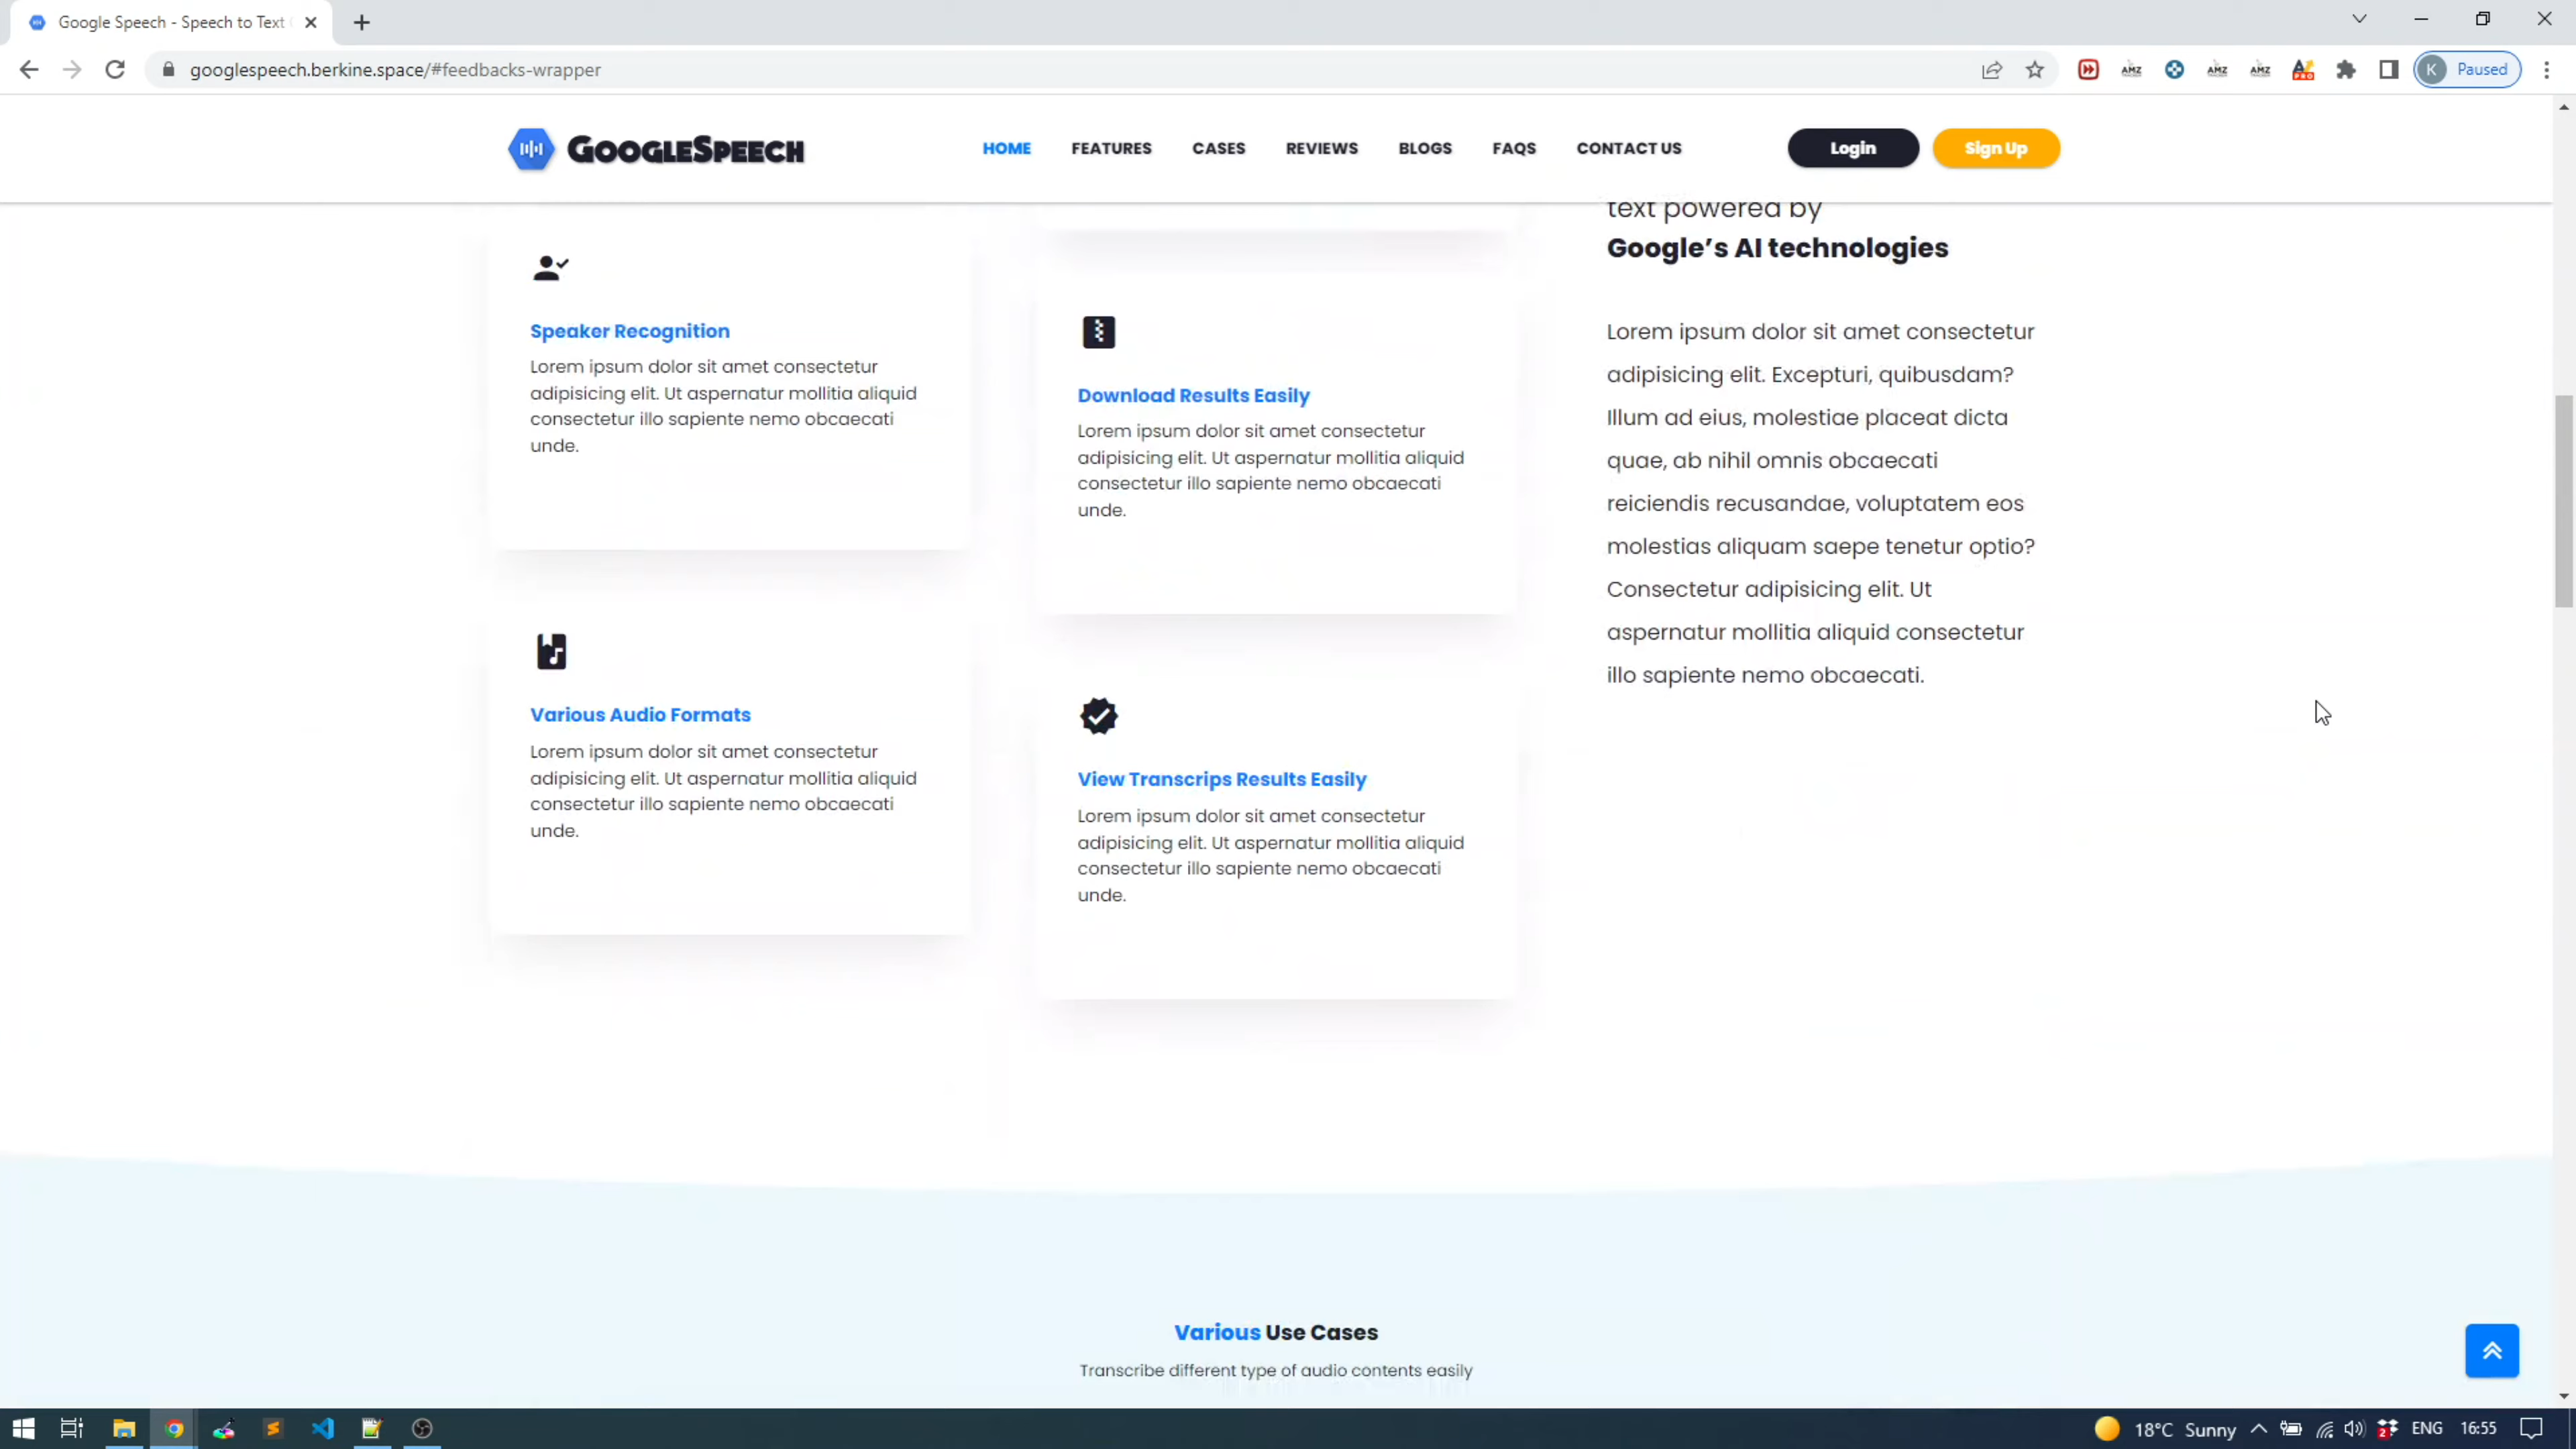 Google Speech - Speech to Text
googlespeech.berkine.space/#feedbacks-wrapper
AMZ
AMZ
AMZ
PRO
K
Paused
GOOGLESPEECH
HOME
FEATURES
CASES
REVIEWS
BLOGS
FAQS
CONTACT US
Login
Sign Up
Speaker Recognition
Lorem ipsum dolor sit amet consectetur
adipisicing elit. Ut aspernatur mollitia aliquid
consectetur illo sapiente nemo obcaecati
unde.
Various Audio Formats
Lorem ipsum dolor sit amet consectetur
adipisicing elit. Ut aspernatur mollitia aliquid
consectetur illo sapiente nemo obcaecati
unde.
Download Results Easily
Lorem ipsum dolor sit amet consectetur
adipisicing elit. Ut aspernatur mollitia aliquid
consectetur illo sapiente nemo obcaecati
unde.
View Transcrips Results Easily
Lorem ipsum dolor sit amet consectetur
adipisicing elit. Ut aspernatur mollitia aliquid
consectetur illo sapiente nemo obcaecati
unde.
text powered by
Google's AI technologies
Lorem ipsum dolor sit amet consectetur
adipisicing elit. Excepturi, quibusdam?
Illum ad eius, molestiae placeat dicta
quae, ab nihil omnis obcaecati
reiciendis recusandae, voluptatem eos
molestias aliquam saepe tenetur optio?
Consectetur adipisicing elit. Ut
aspernatur mollitia aliquid consectetur
illo sapiente nemo obcaecati.
Various Use Cases
Transcribe different type of audio contents easily
18°C Sunny
2
ENG
16:55